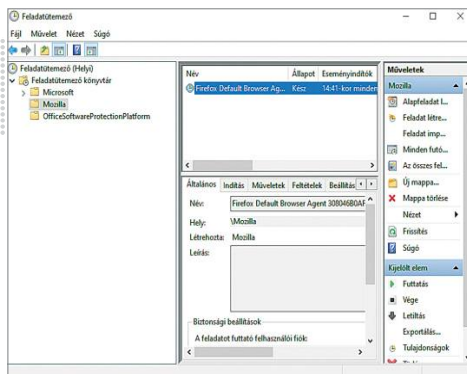 Feladatütemező
Fájl Művelet Nézet Súgó
Feladatütemező (Helyi)
Feladatütemező könyvtár
Microsoft
Mozilla
OfficeSoftwareProtectionPlatform
Név Állapot Eseményindítók
Firefox Default Browser Ag... Kész 14:41-kor minden
Általános Indítás Műveletek Feltételek Beállítás
Név: Firefox Default Browser Agent 308046B0AF
Hely: \Mozilla
Létrehozta: Mozilla
Leírás:
Biztonsági beállítások
A feladatot futtató felhasználói fiók:
Műveletek
Mozilla
Alapfeladat l...
Feladat létre...
Feladat imp...
Minden futó...
Az összes fel...
Új mappa...
Mappa törlése
Nézet
Frissítés
Súgó
Kijelölt elem
Futtatás
Vége
Letiltás
Exportálás...
Tulajdonságok